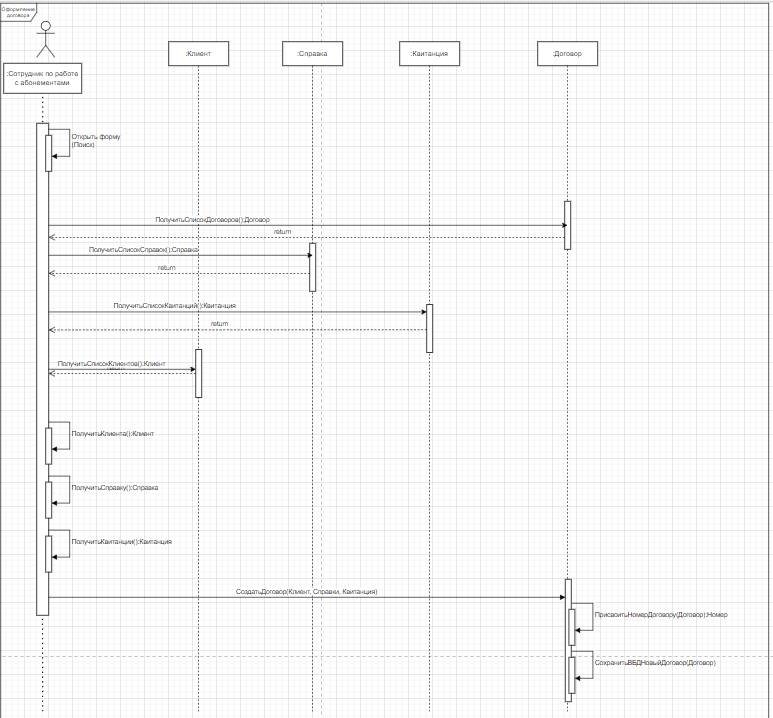 Оформление
договора
:Клиент
:Справка
:Квитанция
:Договор
:Сотрудник по работе
с абонементами
Открыть форму
(Поиск)
ПолучитьСписокДоговоров():Договор
return
ПолучитьСписокСправок():Справка
return
ПолучитьСписокКвитанций():Квитанция
return
ПолучитьСписокКлиентов():Клиент
return
ПолучитьКлиента():Клиент
ПолучитьСправку():Справка
ПолучитьКвитанции():Квитанция
СоздатьДоговор(Клиент, Справки, Квитанция)
ПрисвоитьНомерДоговору(Договор):Номер
СохранитьВБДНовыйДоговор(Договор)